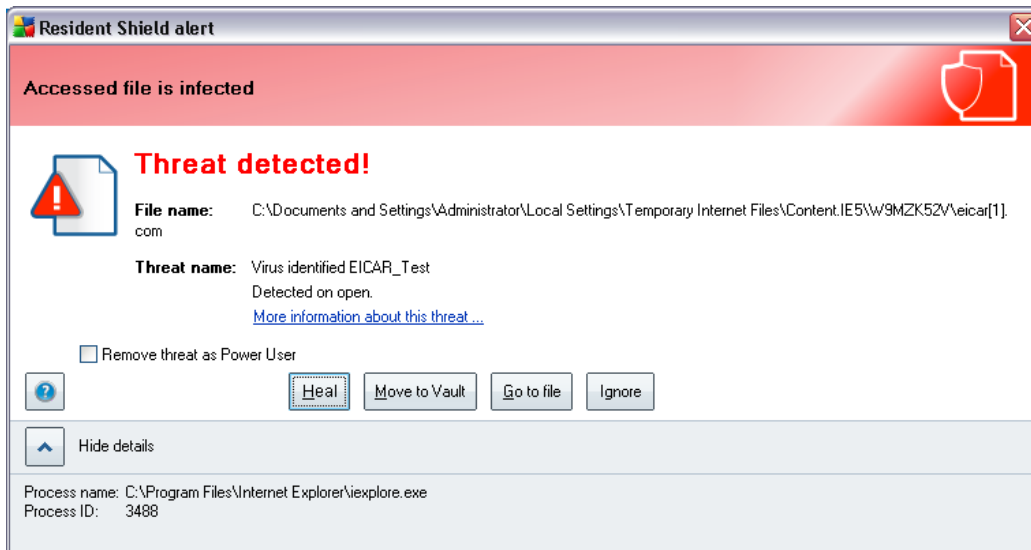 Resident Shield alert
Accessed file is infected
Threat detected!
File name: C:\Documents and Settings\Administrator\Local Settings\Temporary Internet Files\Content.IE5\W9MZK52V\eicar[1].
com
Threat name: Virus identified EICAR_Test
Detected on open.
More information about this threat ...
Remove threat as Power User
Heal Move to Vault Go to file Ignore
Hide details
Process name: C:\Program Files\Internet Explorer\iexplore.exe
Process ID: 3488